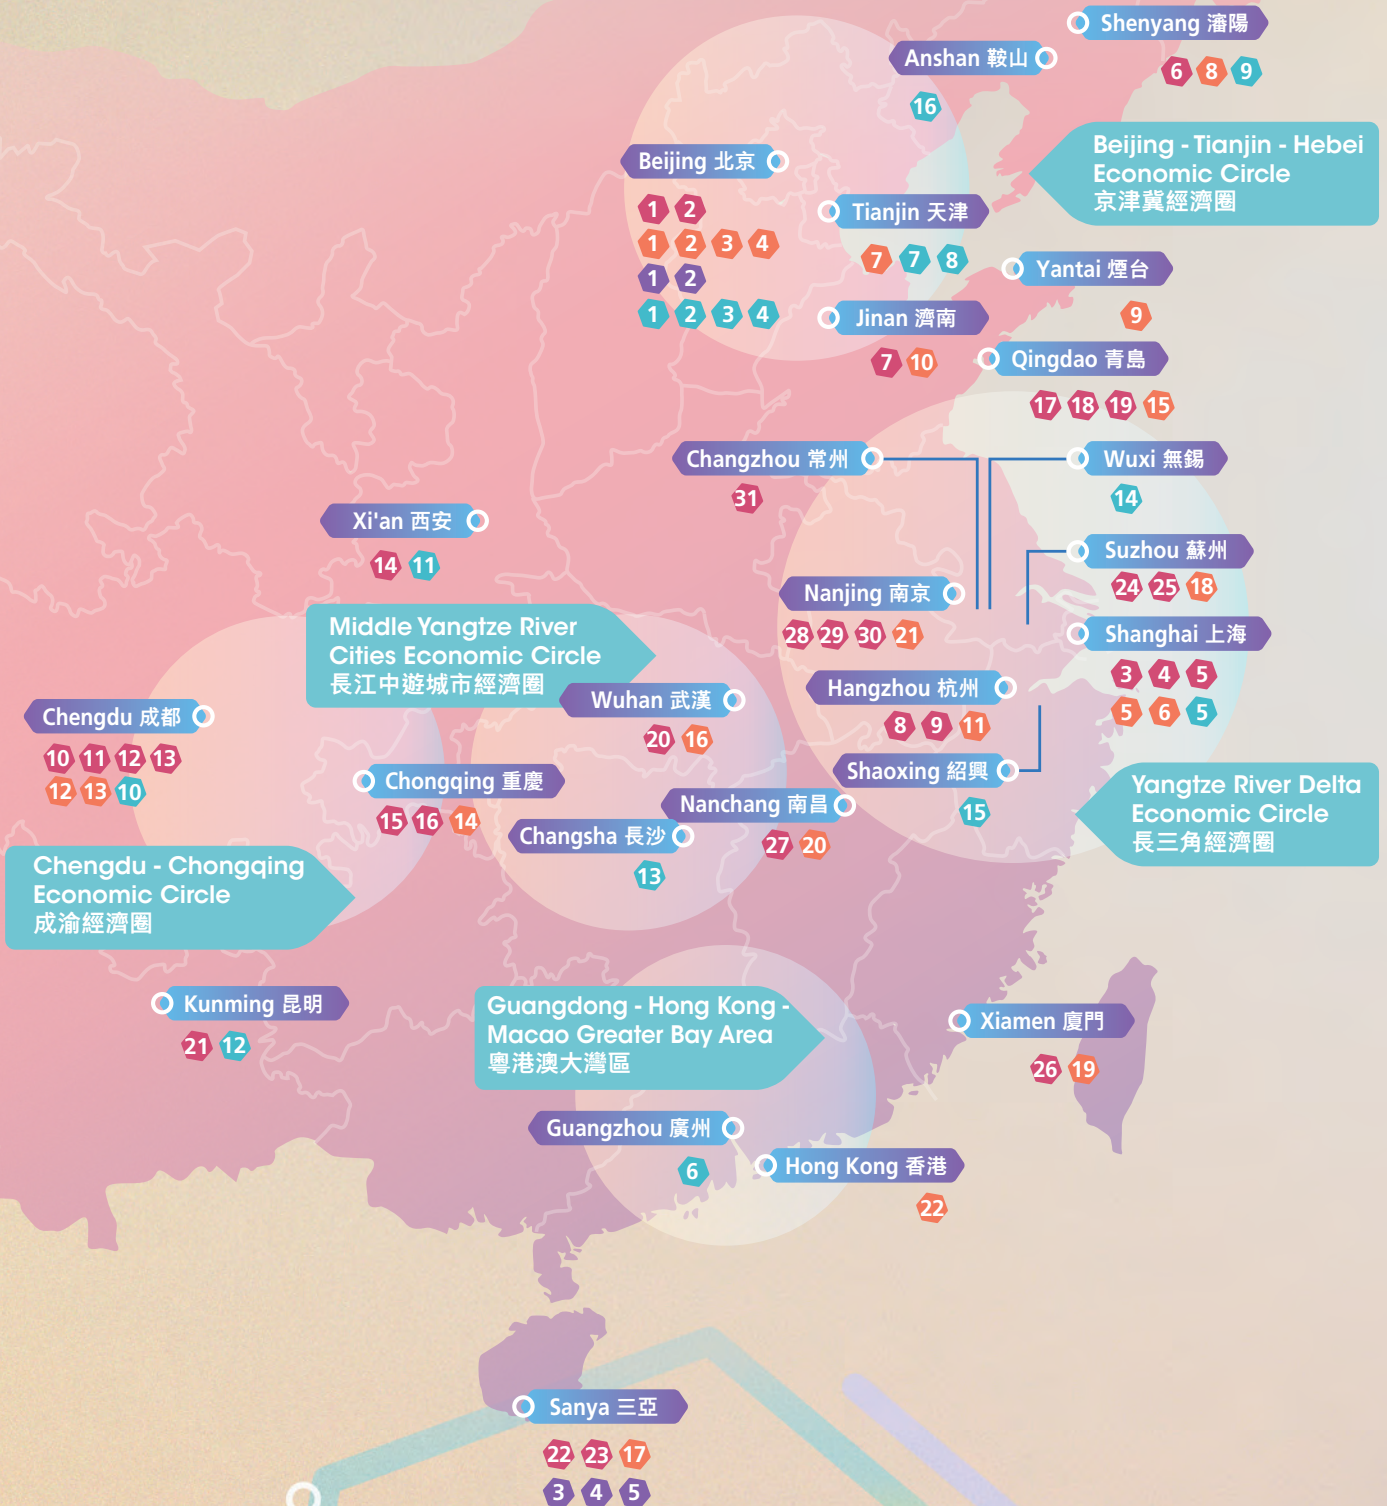 Shenyang 瀋陽
6 8 9
Anshan 鞍山
16
Beijing - Tianjin - Hebei
Economic Circle
京津冀經濟圈
Beijing 北京
1 2
1 2 3 4
1 2
1 2 3 4
Tianjin 天津
7 7 8
Yantai 煙台
9
Jinan 濟南
7 10
Qingdao 青島
17 18 19 15
Changzhou 常州
31
Wuxi 無錫
14
Xi'an 西安
14 11
Suzhou 蘇州
24 25 18
Nanjing 南京
28 29 30 21
Shanghai 上海
3 4 5
5 6 5
Middle Yangtze River
Cities Economic Circle
長江中遊城市經濟圈
Wuhan 武漢
20 16
Hangzhou 杭州
8 9 11
Chengdu 成都
10 11 12 13
12 13 10
Chongqing 重慶
15 16 14
Shaoxing 紹興
15
Nanchang 南昌
27 20
Changsha 長沙
13
Yangtze River Delta
Economic Circle
長三角經濟圈
Chengdu - Chongqing
Economic Circle
成渝經濟圈
Kunming 昆明
21 12
Guangdong - Hong Kong -
Macao Greater Bay Area
粵港澳大灣區
Xiamen 廈門
26 19
Guangzhou 廣州
6
Hong Kong 香港
22
Sanya 三亞
22 23 17
3 4 5